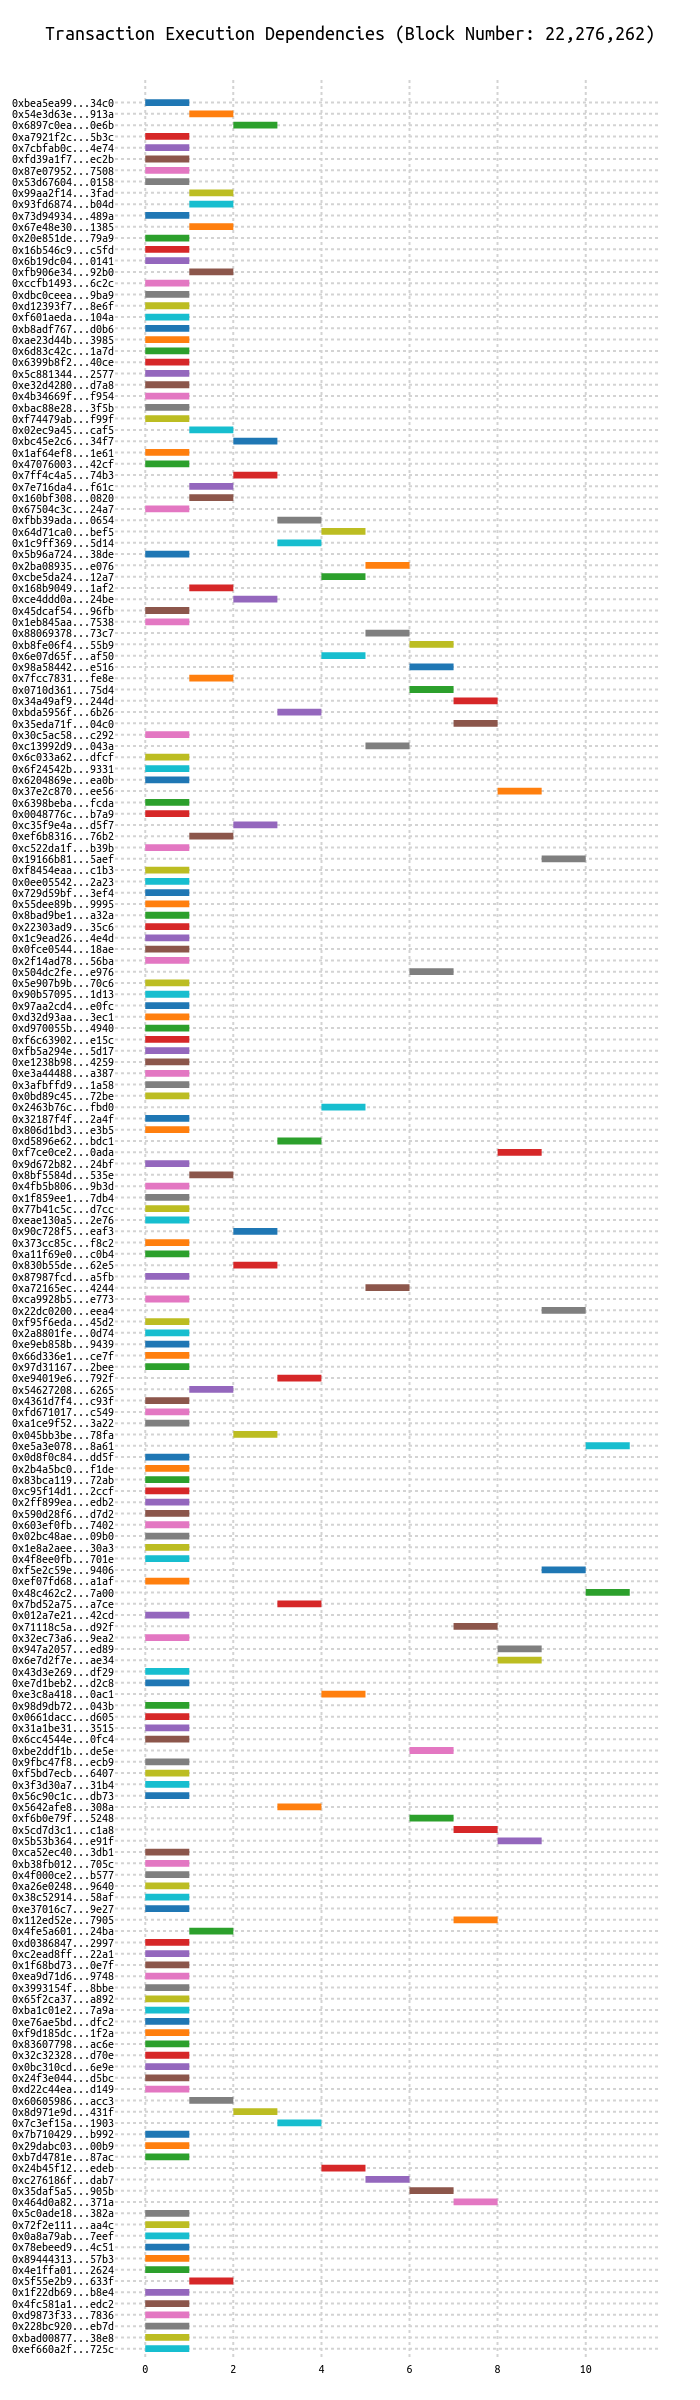 Transaction Execution Dependencies (Block Number: 22,276,262)
0xbea5ea99...34c0
0x54e3d63e...913a
0x6897c0ea...0e6b
0xa7921f2c...5b3c
0x7cbfab0c...4e74
0xfd39a1f7...ec2b
0x87e07952...7508
0x53d67604...0158
0x99aa2f14...3fad
0x93fd6874...b04d
0x73d94934...489a
0x67e48e30...1385
0x20e851de...79a9
0x16b546c9...c5fd
0x6b19dc04...0141
0xfb906e34...92b0
0xccfb1493...6c2c
0xdbc0ceea...9ba9
0xd12393f7...8e6f
0xf601aeda...104a
0xb8adf767...d0b6
0xae23d44b...3985
0x6d83c42c...1a7d
0x6399b8f2...40ce
0x5c881344...2577
0xe32d4280...d7a8
0x4b34669f...f954
0xbac88e28...3f5b
0xf74479ab...f99f
0x02ec9a45...caf5
0xbc45e2c6...34f7
0x1af64ef8...1e61
0x47076003...42cf
0x7ff4c4a5...74b3
0x7e716da4...f61c
0x160bf308...0820
0x67504c3c...24a7
0xfbb39ada...0654
0x64d71ca0...bef5
0x1c9ff369...5d14
0x5b96a724...38de
0x2ba08935...e076
0xcbe5da24...12a7
0x168b9049...1af2
0xce4ddd0a...24be
0x45dcaf54...96fb
0x1eb845aa...7538
0x88069378...73c7
0xb8fe06f4...55b9
0x6e07d65f...af50
0x98a58442...e516
0x7fcc7831...fe8e
0x0710d361...75d4
0x34a49af9...244d
0xbda5956f...6b26
0x35eda71f...04c0
0x30c5ac58...c292
0xc13992d9...043a
0x6c033a62...dfcf
0x6f24542b...9331
0x6204869e...ea0b
0x37e2c870...ee56
0x6398beba...fcda
0x0048776c...b7a9
0xc35f9e4a...d5f7
0xef6b8316...76b2
0xc522da1f...b39b
0x19166b81...5aef
0xf8454eaa...c1b3
0x0ee05542...2a23
0x729d59bf...3ef4
0x55dee89b...9995
0x8bad9be1...a32a
0x22303ad9...35c6
0x1c9ead26...4e4d
0x0fce0544...18ae
0x2f14ad78...56ba
0x504dc2fe...e976
0x5e907b9b...70c6
0x90b57095...1d13
0x97aa2cd4...e0fc
0xd32d93aa...3ec1
0xd970055b...4940
0xf6c63902...e15c
0xfb5a294e...5d17
0xe1238b98...4259
0xe3a44488...a387
0x3afbffd9...1a58
0x0bd89c45...72be
0x2463b76c...fbd0
0x32187f4f...2a4f
0x806d1bd3...e3b5
0xd5896e62...bdc1
0xf7ce0ce2...0ada
0x9d672b82...24bf
0x8bf5584d...535e
0x4fb5b806...9b3d
0x1f859ee1...7db4
0x77b41c5c...d7cc
0xeae130a5...2e76
0x90c728f5...eaf3
0x373cc85c...f8c2
0xa11f69e0...c0b4
0x830b55de...62e5
0x87987fcd...a5fb
0xa72165ec...4244
0xca9928b5...e773
0x22dc0200...eea4
0xf95f6eda...45d2
0x2a8801fe...0d74
0xe9eb858b...9439
0x66d336e1...ce7f
0x97d31167...2bee
0xe94019e6...792f
0x54627208...6265
0x4361d7f4...c93f
0xfd671017...c549
0xa1ce9f52...3a22
0x045bb3be...78fa
0xe5a3e078...8a61
0x0d8f0c84...dd5f
0x2b4a5bc0...f1de
0x83bca119...72ab
0xc95f14d1...2ccf
0x2ff899ea...edb2
0x590d28f6...d7d2
0x603ef0fb...7402
0x02bc48ae...09b0
0x1e8a2aee...30a3
0x4f8ee0fb...701e
0xf5e2c59e...9406
0xef07fd68...a1af
0x48c462c2...7a00
0x7bd52a75...a7ce
0x012a7e21...42cd
0x71118c5a...d92f
0x32ec73a6...9ea2
0x947a2057...ed89
0x6e7d2f7e...ae34
0x43d3e269...df29
0xe7d1beb2...d2c8
0xe3c8a418...0ac1
0x98d9db72...043b
0x0661dacc...d605
0x31a1be31...3515
0x6cc4544e...0fc4
0xbe2ddf1b...de5e
0x9fbc47f8...ecb9
0xf5bd7ecb...6407
0x3f3d30a7...31b4
0x56c90c1c...db73
0x5642afe8...308a
0xf6b0e79f...5248
0x5cd7d3c1...c1a8
0x5b53b364...e91f
0xca52ec40...3db1
0xb38fb012...705c
0x4f000ce2...b577
0xa26e0248...9640
0x38c52914...58af
0xe37016c7...9e27
0x112ed52e...7905
0x4fe5a601...24ba
0xd0386847...2997
0xc2ead8ff...22a1
0x1f68bd73...0e7f
0xea9d71d6...9748
0x3993154f...8bbe
0x65f2ca37...a892
0xba1c01e2...7a9a
0xe76ae5bd...dfc2
0xf9d185dc...1f2a
0x83607798...ac6e
0x32c32328...d70e
0x0bc310cd...6e9e
0x24f3e044...d5bc
0xd22c44ea...d149
0x60605986...acc3
0x8d971e9d...431f
0x7c3ef15a...1903
0x7b710429...b992
0x29dabc03...00b9
0xb7d4781e...87ac
0x24b45f12...edeb
0xc276186f...dab7
0x35daf5a5...905b
0x464d0a82...371a
0x5c0ade18...382a
0x72f2e111...aa4c
0x0a8a79ab...7eef
0x78ebeed9...4c51
0x89444313...57b3
0x4e1ffa01...2624
0x5f55e2b9...633f
0x1f22db69...b8e4
0x4fc581a1...edc2
0xd9873f33...7836
0x228bc920...eb7d
0xbad00877...38e8
0xef660a2f...725c
0 2 4 6 8 10